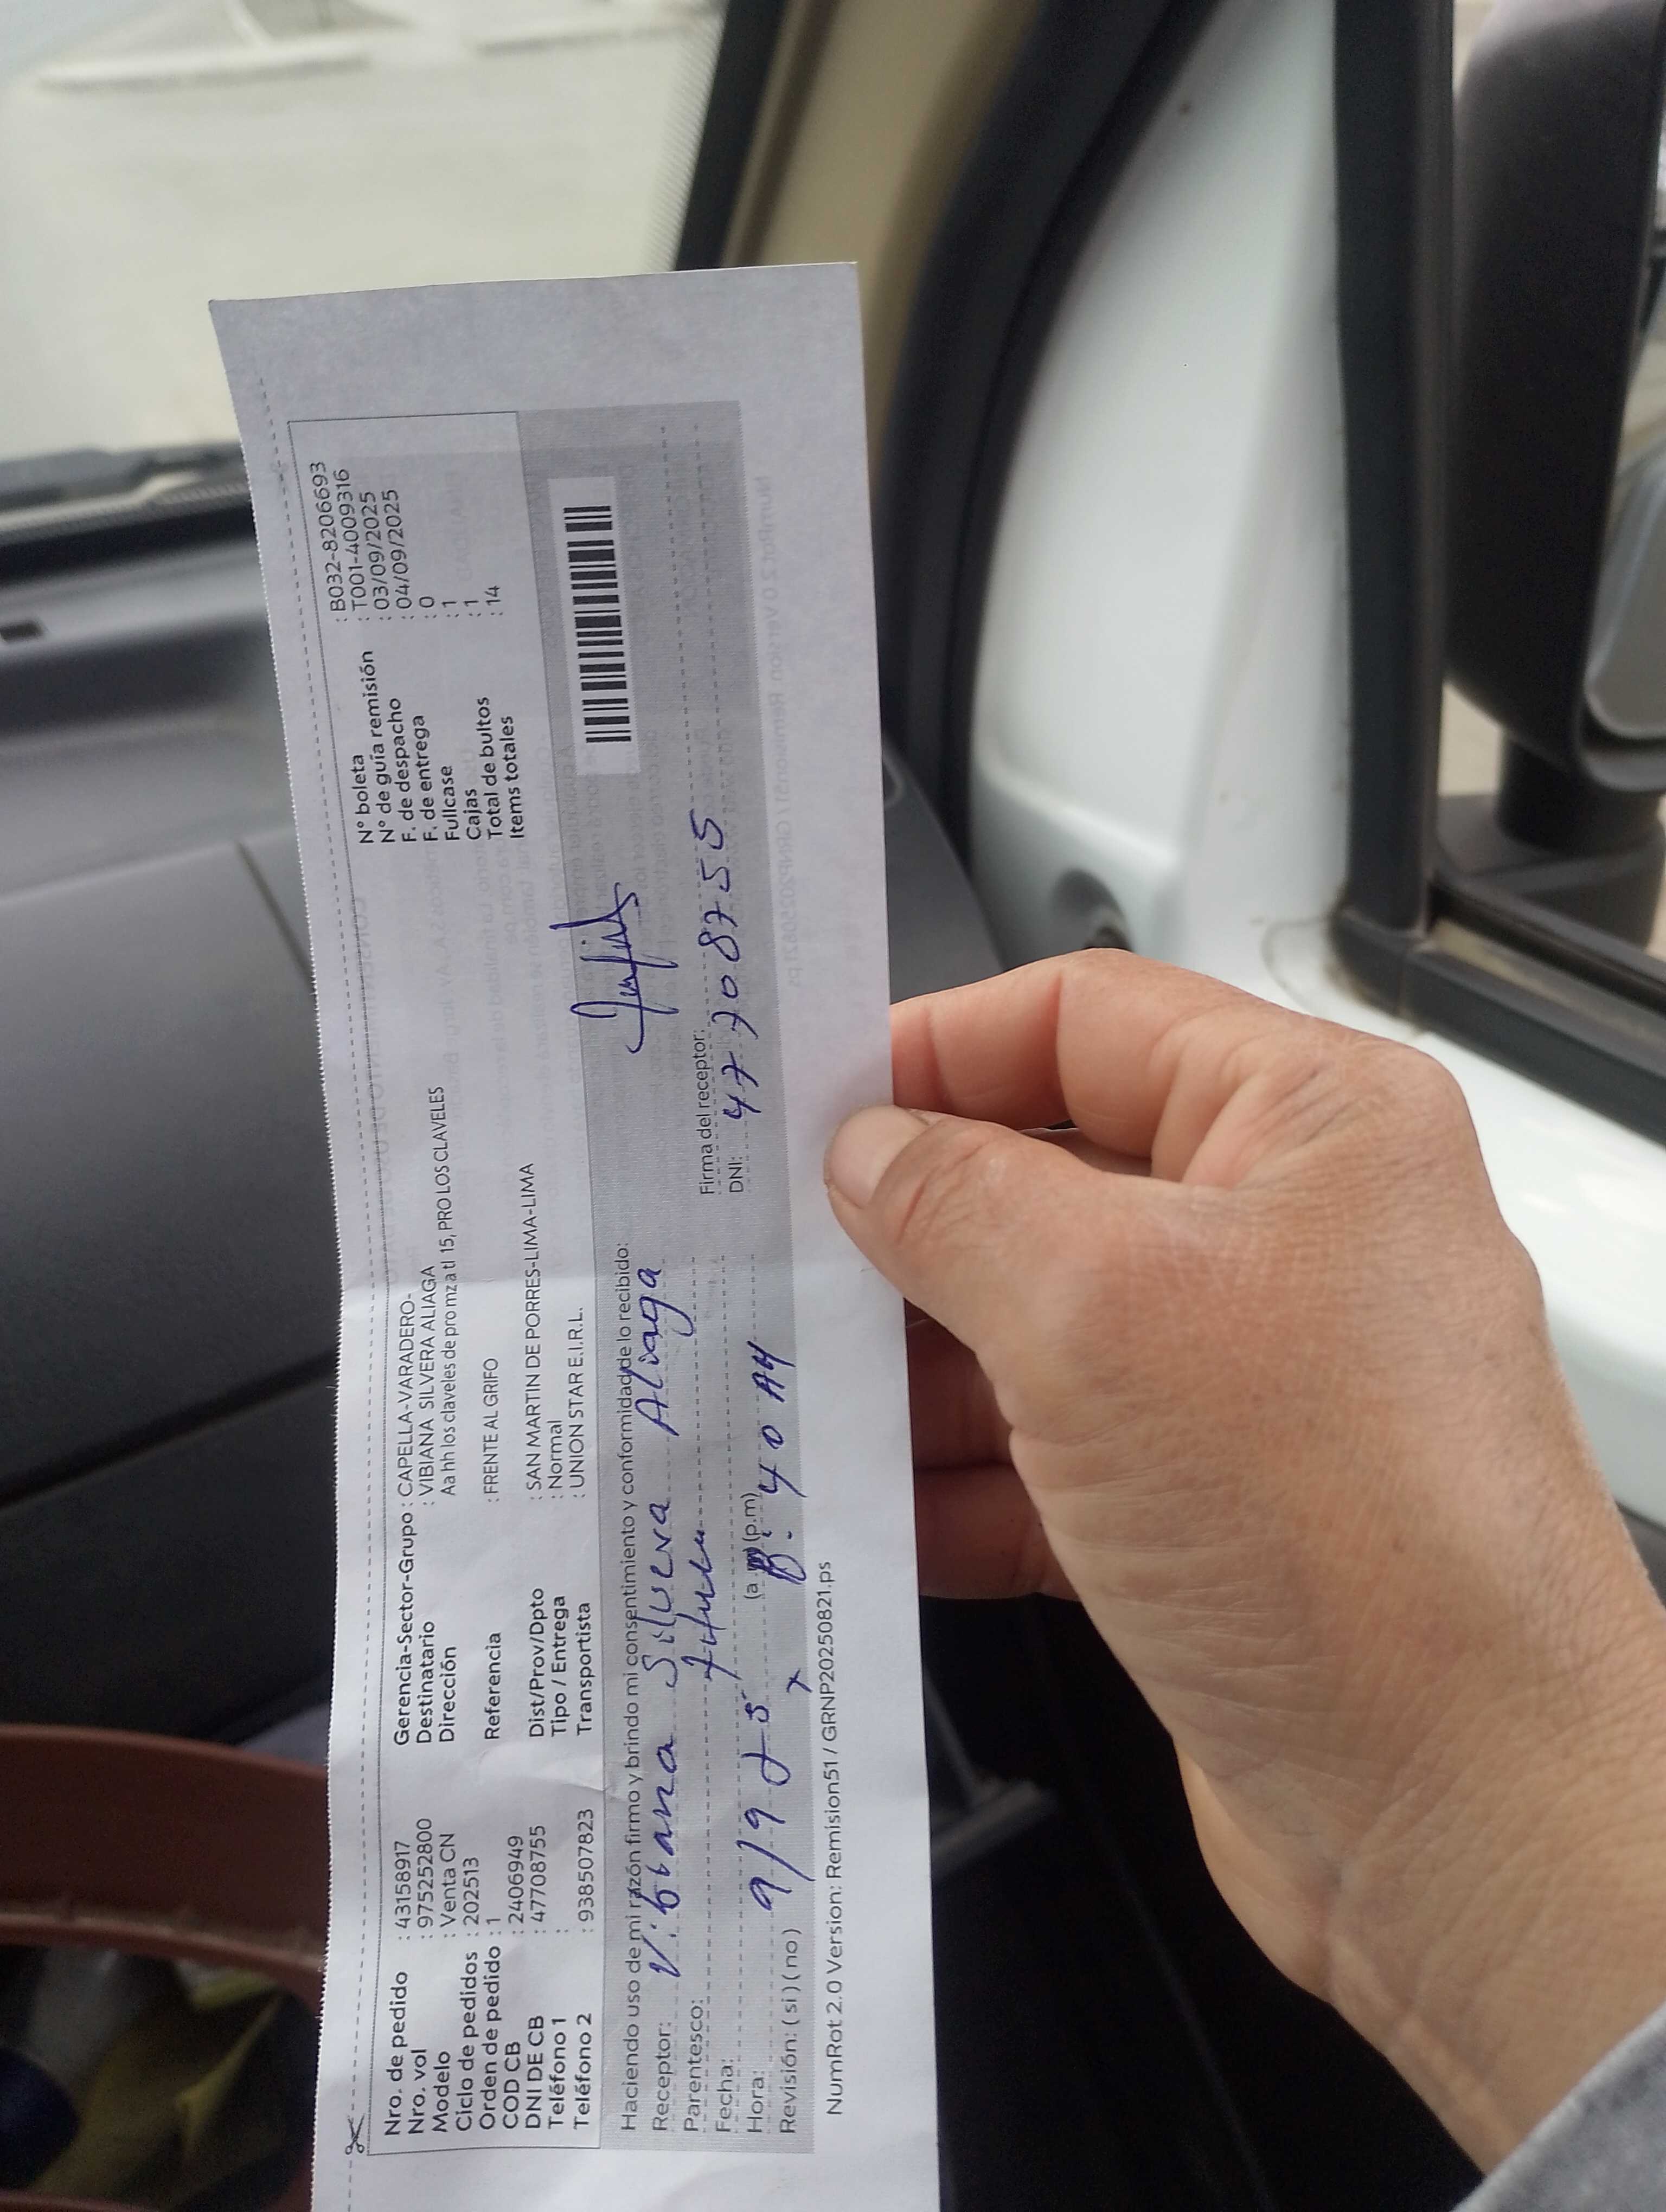 Nro. de pedido : 43158917
Nro. vol : 9752252800
Modelo : Venta CN
Ciclo de pedidos : 202513
Orden de pedido : 1
COD CB : 2406949
DNI DE CB : 47708755
Teléfono 1 :
Teléfono 2 : 938507823
Gerencia-Sector-Grupo : CAPELLA-VARADERO-
Destinatario : VIBIANA SILVERA ALIAGA
Dirección Aa hh los claveles de pro mz a tl 15, PRO LOS CLAVELES
Referencia : FRENTE AL GRIFO
Dist/Prov/Dpto : SAN MARTIN DE PORRES-LIMA-LIMA
Tipo / Entrega : Normal
Transportista : UNION STAR E.I.R.L.
N° boleta : B032-8206693
N° de guía remisión : T001-4009316
F. de despacho : 03/09/2025
F. de entrega : 04/09/2025
Fullcase : 0
Cajas : 1
Total de bultos : 1
Items totales : 14
Haciendo uso de mi razón firmo y brindo mi consentimiento y conformidad de lo recibido:
Receptor: Vibiana Silvera Aliaga
Parentesco:
Fecha: 9/9
Hora: (a.m) (p.m) 8:40 AM
Revisión: ( si ) ( no ) x
Firma del receptor:
DNI: 47708755
NumRot 2.0 Version: Remision51 / GRNP20250821.ps